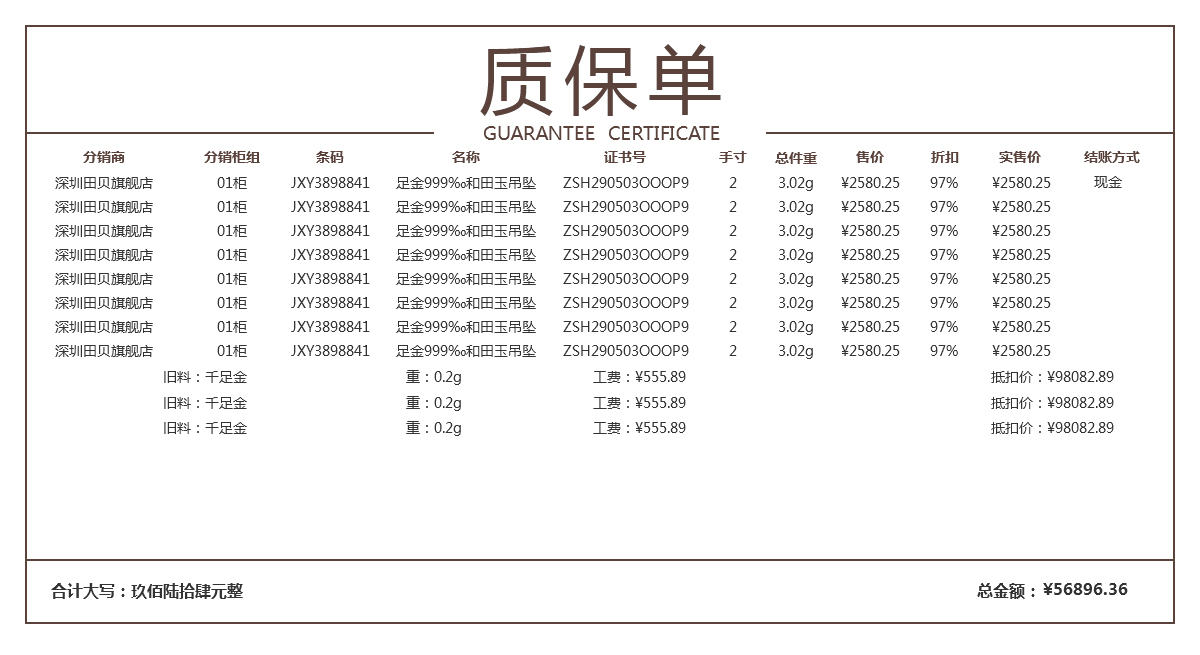 质保单
GUARANTEE CERTIFICATE
分销商 分销柜组 条码 名称 证书号 手寸 总件重 售价 折扣 实售价 结账方式
深圳田贝旗舰店 01柜 JXY3898841 足金999‰和田玉吊坠 ZSH290503OOOP9 2 3.02g ¥2580.25 97% ¥2580.25 现金
深圳田贝旗舰店 01柜 JXY3898841 足金999‰和田玉吊坠 ZSH290503OOOP9 2 3.02g ¥2580.25 97% ¥2580.25
深圳田贝旗舰店 01柜 JXY3898841 足金999‰和田玉吊坠 ZSH290503OOOP9 2 3.02g ¥2580.25 97% ¥2580.25
深圳田贝旗舰店 01柜 JXY3898841 足金999‰和田玉吊坠 ZSH290503OOOP9 2 3.02g ¥2580.25 97% ¥2580.25
深圳田贝旗舰店 01柜 JXY3898841 足金999‰和田玉吊坠 ZSH290503OOOP9 2 3.02g ¥2580.25 97% ¥2580.25
深圳田贝旗舰店 01柜 JXY3898841 足金999‰和田玉吊坠 ZSH290503OOOP9 2 3.02g ¥2580.25 97% ¥2580.25
深圳田贝旗舰店 01柜 JXY3898841 足金999‰和田玉吊坠 ZSH290503OOOP9 2 3.02g ¥2580.25 97% ¥2580.25
深圳田贝旗舰店 01柜 JXY3898841 足金999‰和田玉吊坠 ZSH290503OOOP9 2 3.02g ¥2580.25 97% ¥2580.25
旧料：千足金 重：0.2g 工费：¥555.89 抵扣价：¥98082.89
旧料：千足金 重：0.2g 工费：¥555.89 抵扣价：¥98082.89
旧料：千足金 重：0.2g 工费：¥555.89 抵扣价：¥98082.89
合计大写：玖佰陆拾肆元整 总金额：¥56896.36